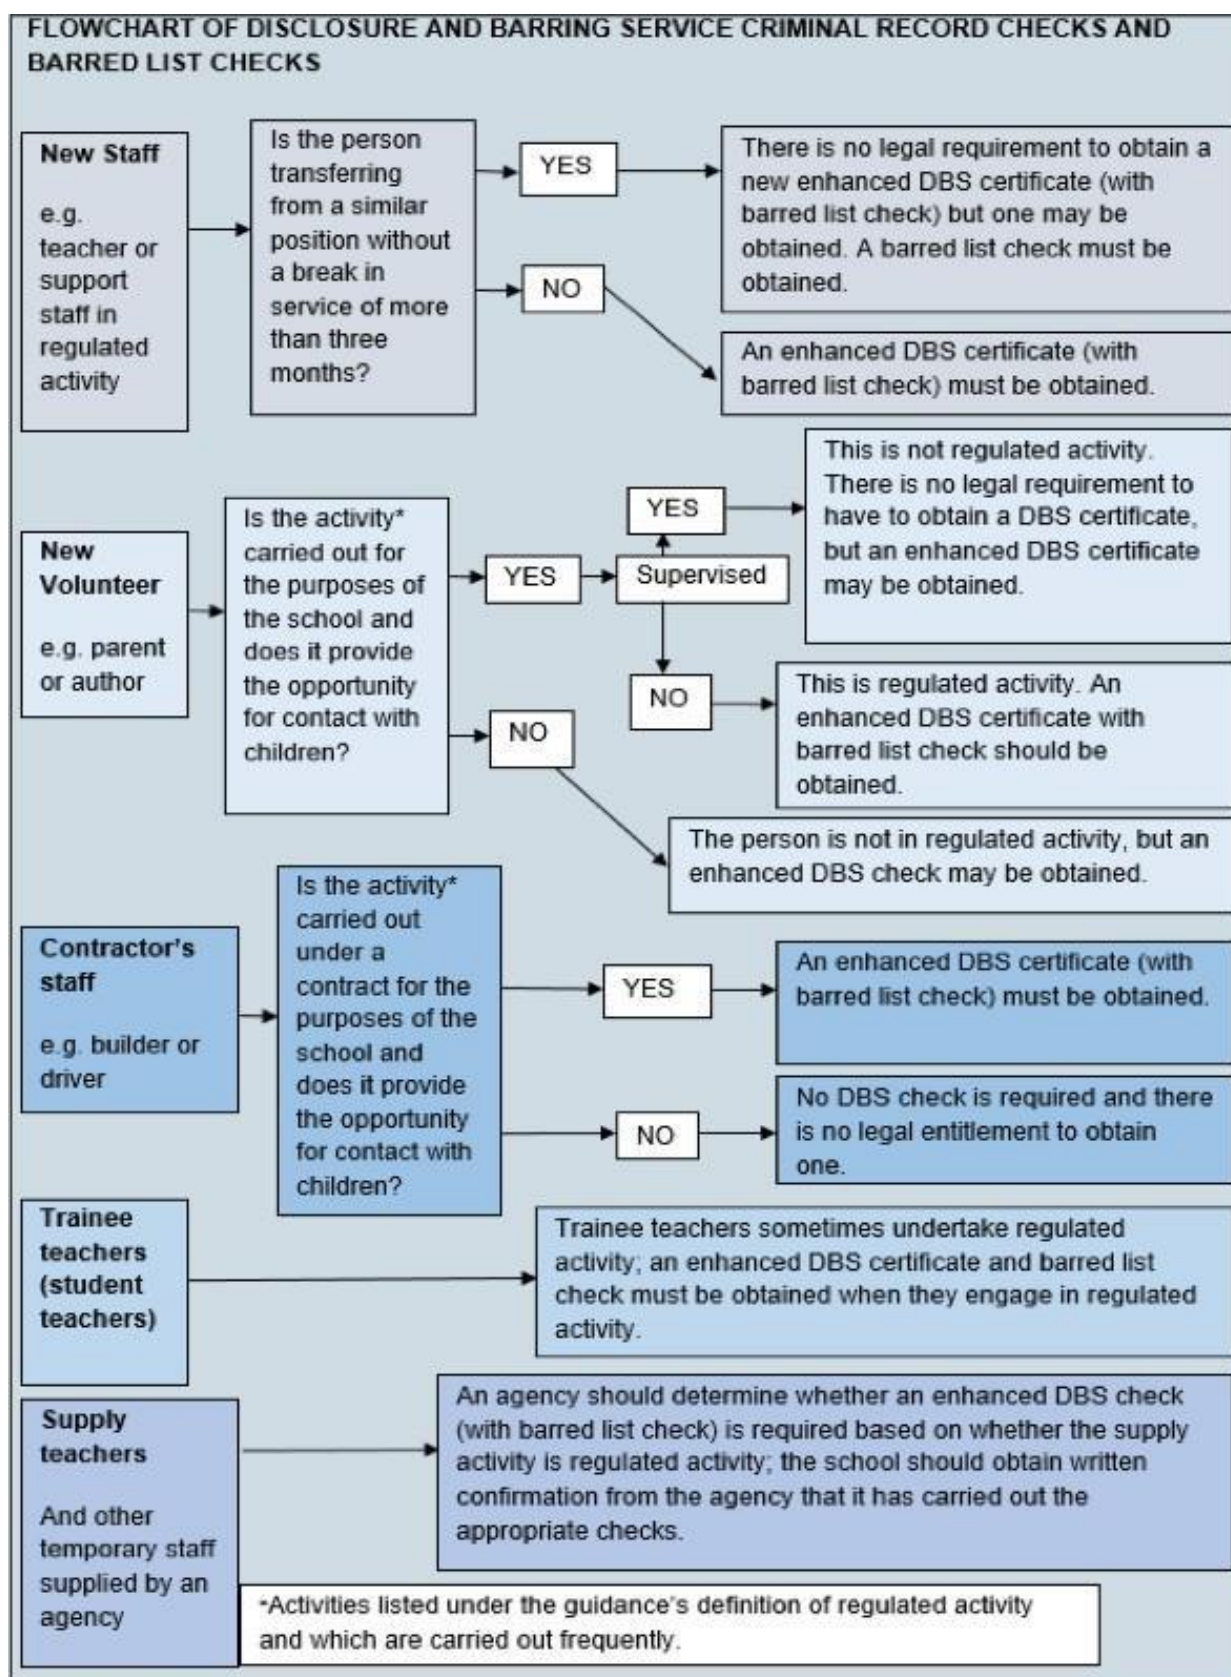 FLOWCHART OF DISCLOSURE AND BARRING SERVICE CRIMINAL RECORD CHECKS AND
BARRED LIST CHECKS
New Staff
e.g.
teacher or
support
staff in
regulated
activity
Is the person
transferring
from a similar
position without
a break in
service of more
than three
months?
YES
There is no legal requirement to obtain a
new enhanced DBS certificate (with
barred list check) but one may be
obtained. A barred list check must be
obtained.
NO
An enhanced DBS certificate (with
barred list check) must be obtained.
New
Volunteer
e.g. parent
or author
Is the activity*
carried out for
the purposes of
the school and
does it provide
the opportunity
for contact with
children?
YES
Supervised
YES
This is not regulated activity.
There is no legal requirement to
have to obtain a DBS certificate,
but an enhanced DBS certificate
may be obtained.
NO
This is regulated activity. An
enhanced DBS certificate with
barred list check should be
obtained.
NO
The person is not in regulated activity, but an
enhanced DBS check may be obtained.
Contractor's
staff
e.g. builder or
driver
Is the activity*
carried out
under a
contract for the
purposes of the
school and
does it provide
the opportunity
for contact with
children?
YES
An enhanced DBS certificate (with
barred list check) must be obtained.
NO
No DBS check is required and there
is no legal entitlement to obtain
one.
Trainee
teachers
(student
teachers)
Trainee teachers sometimes undertake regulated
activity; an enhanced DBS certificate and barred list
check must be obtained when they engage in regulated
activity.
Supply
teachers
And other
temporary staff
supplied by an
agency
An agency should determine whether an enhanced DBS check
(with barred list check) is required based on whether the supply
activity is regulated activity; the school should obtain written
confirmation from the agency that it has carried out the
appropriate checks.
*Activities listed under the guidance's definition of regulated activity
and which are carried out frequently.